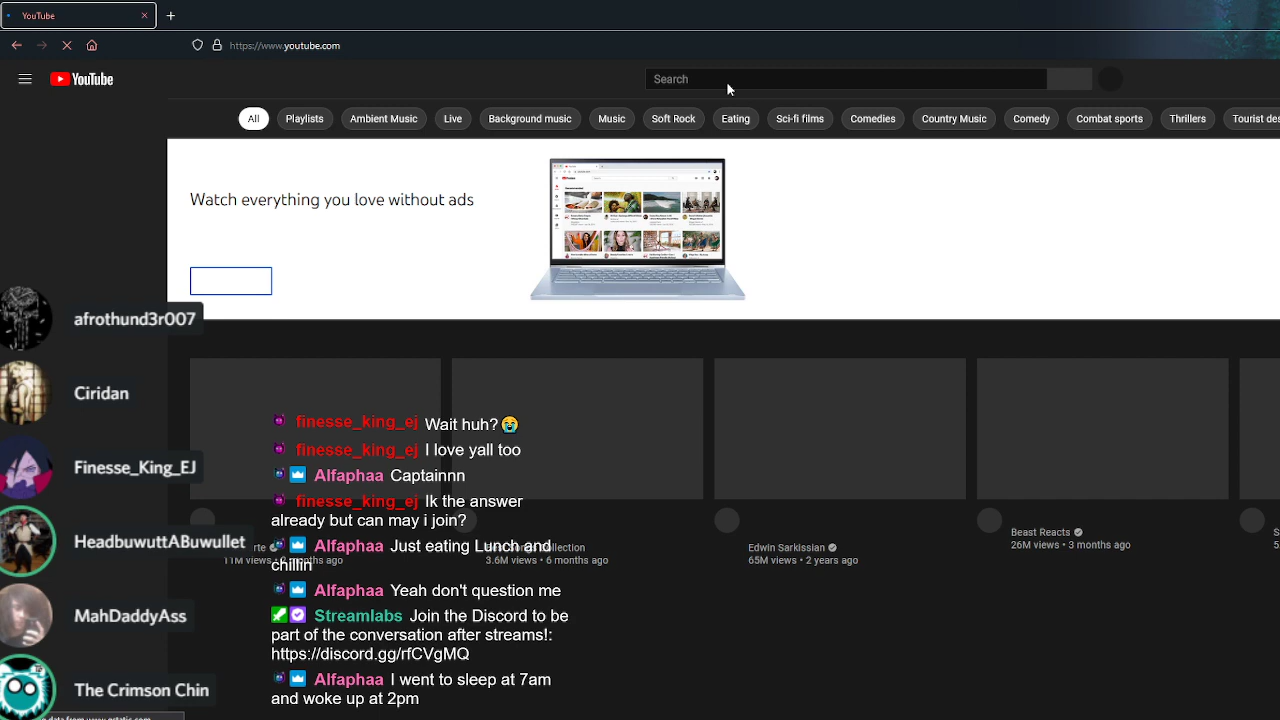 YouTube
https://www.youtube.com
YouTube
Search
All
Playlists
Ambient Music
Live
Background music
Music
Soft Rock
Eating
Sci-fi films
Comedies
Country Music
Comedy
Combat sports
Thrillers
Tourist des
Watch everything you love without ads
afrothund3r007
Ciridan
Finesse_King_EJ
HeadbuwuttABuwullet
MahDaddyAss
The Crimson Chin
finesse_king_ej Wait huh?😭
finesse_king_ej I love yall too
Alfaphaa Captainnn
finesse_king_ej Ik the answer
already but can may i join?
Alfaphaa Just eating Lunch and
chillin
Alfaphaa Yeah don't question me
Streamlabs Join the Discord to be
part of the conversation after streams!:
https://discord.gg/rfCVgMQ
Alfaphaa I went to sleep at 7am
and woke up at 2pm
11M views • months ago
3.6M views • 6 months ago
Edwin Sarkissian
65M views • 2 years ago
Beast Reacts
26M views • 3 months ago